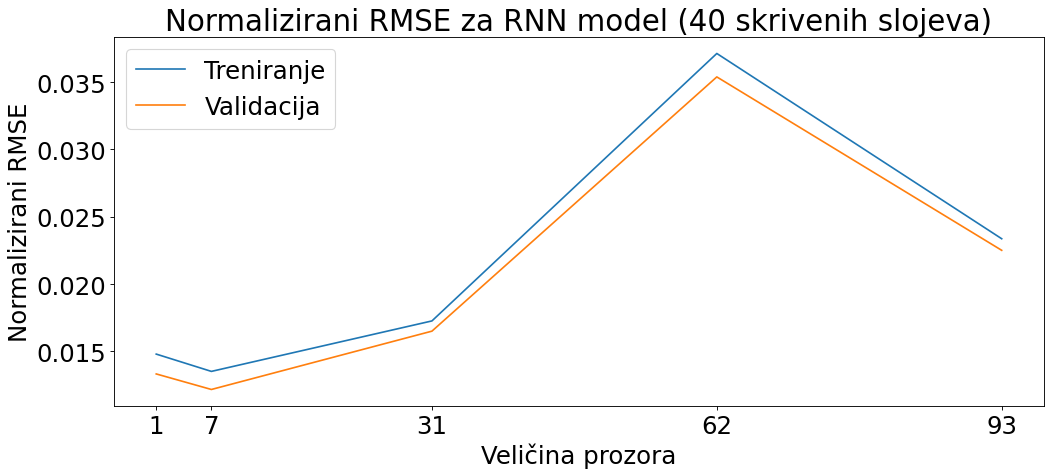 Normalizirani RMSE za RNN model (40 skrivenih slojeva)
Treniranje
Validacija
Normalizirani RMSE
0.035
0.030
0.025
0.020
0.015
1 7 31 62 93
Veličina prozora